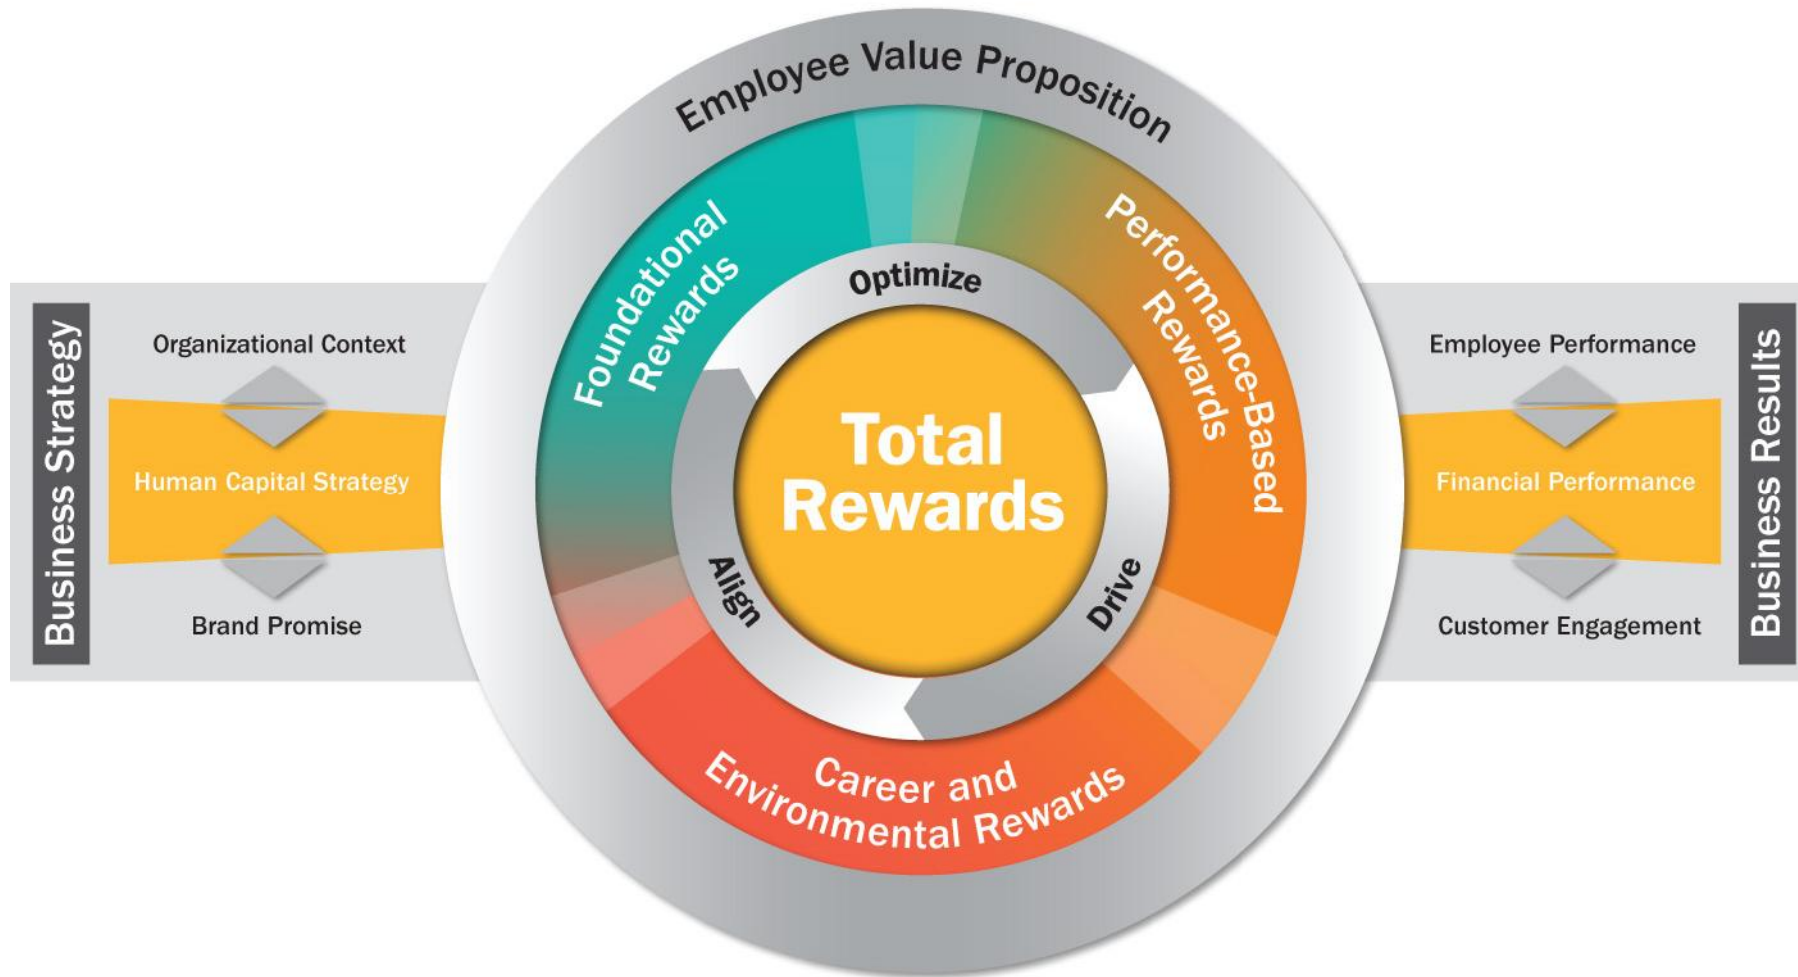 Employee Value Proposition
Business Strategy
Organizational Context
Human Capital Strategy
Brand Promise
Foundational
Rewards
Performance-Based
Rewards
Career and
Environmental Rewards
Optimize
Drive
Align
Total
Rewards
Employee Performance
Financial Performance
Customer Engagement
Business Results